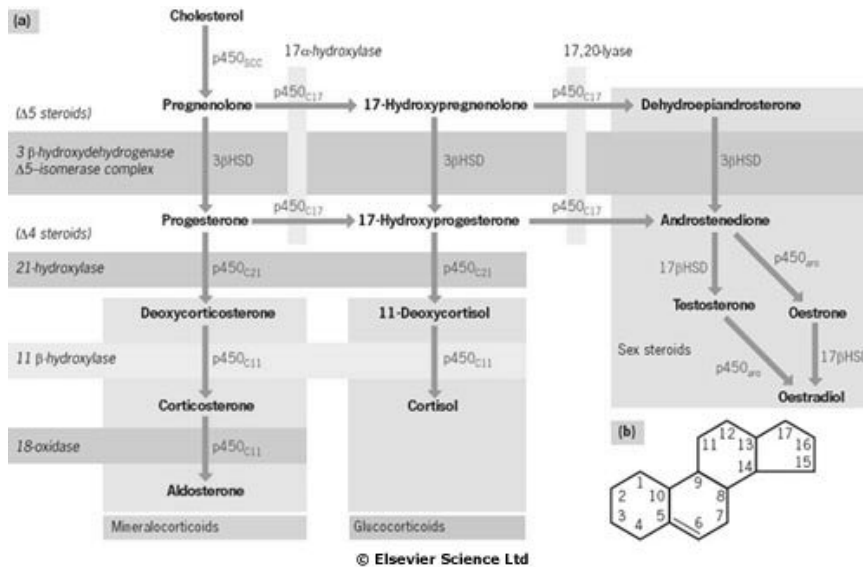 (a)
Cholesterol
p450SCC
17α-hydroxylase
17,20-lyase
p450C17
p450C17
Pregnenolone
17-Hydroxypregnenolone
Dehydroepiandrosterone
(Δ5 steroids)
3 β-hydroxydehydrogenase
Δ5–isomerase complex
3βHSD
3βHSD
3βHSD
p450C17
p450C17
Progesterone
17-Hydroxyprogesterone
Androstenedione
(Δ4 steroids)
21-hydroxylase
p450C21
p450C21
17βHSD
p450aro
Deoxycorticosterone
11-Deoxycortisol
Testosterone
Oestrone
11 β-hydroxylase
p450C11
p450C11
Sex steroids
p450aro
17βHSD
Corticosterone
Cortisol
Oestradiol
18-oxidase
p450C11
Aldosterone
Mineralocorticoids
Glucocorticoids
(b)
12
17
11
13
16
14
15
1
9
2
10
8
3
5
7
4
6
© Elsevier Science Ltd